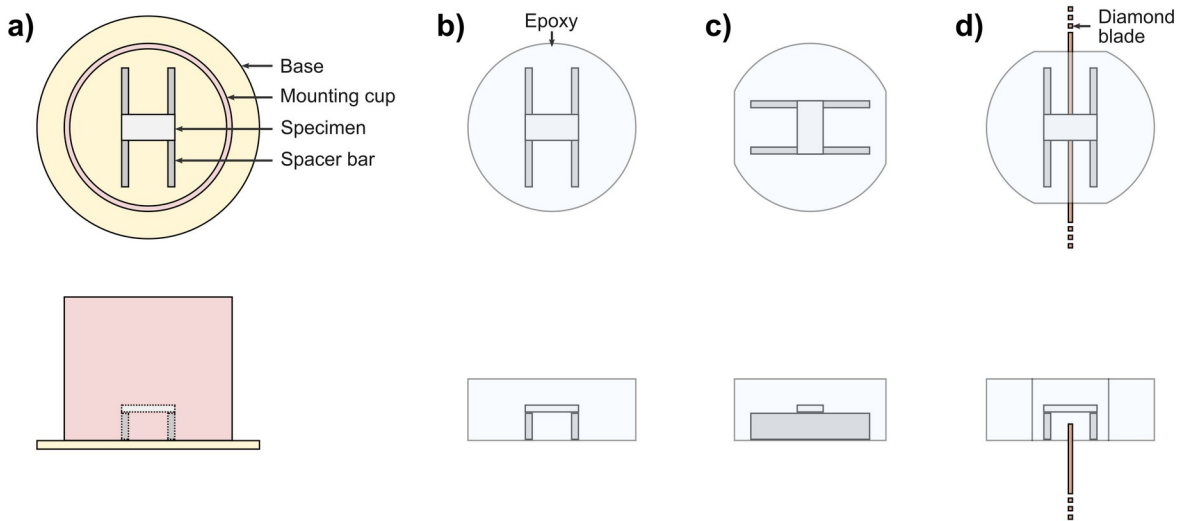 a)
Base
Mounting cup
Specimen
Spacer bar
b)
Epoxy
c)
d)
Diamond
blade